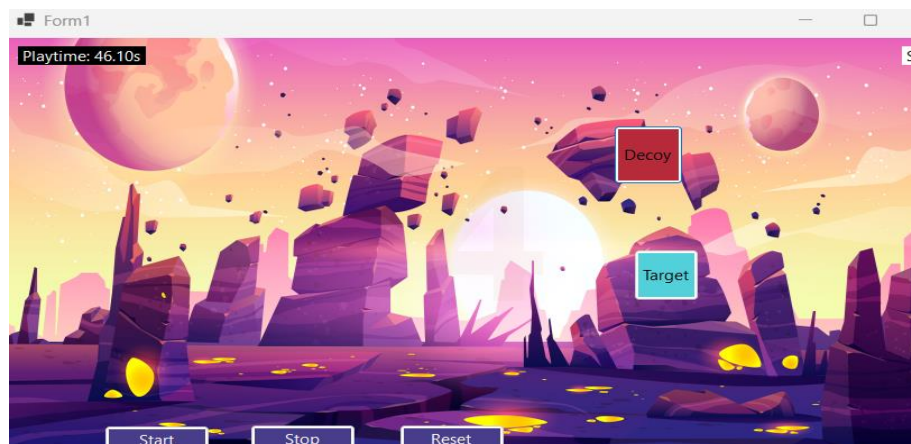 Form1
Playtime: 46.10s
S
Decoy
Target
Start
Stop
Reset